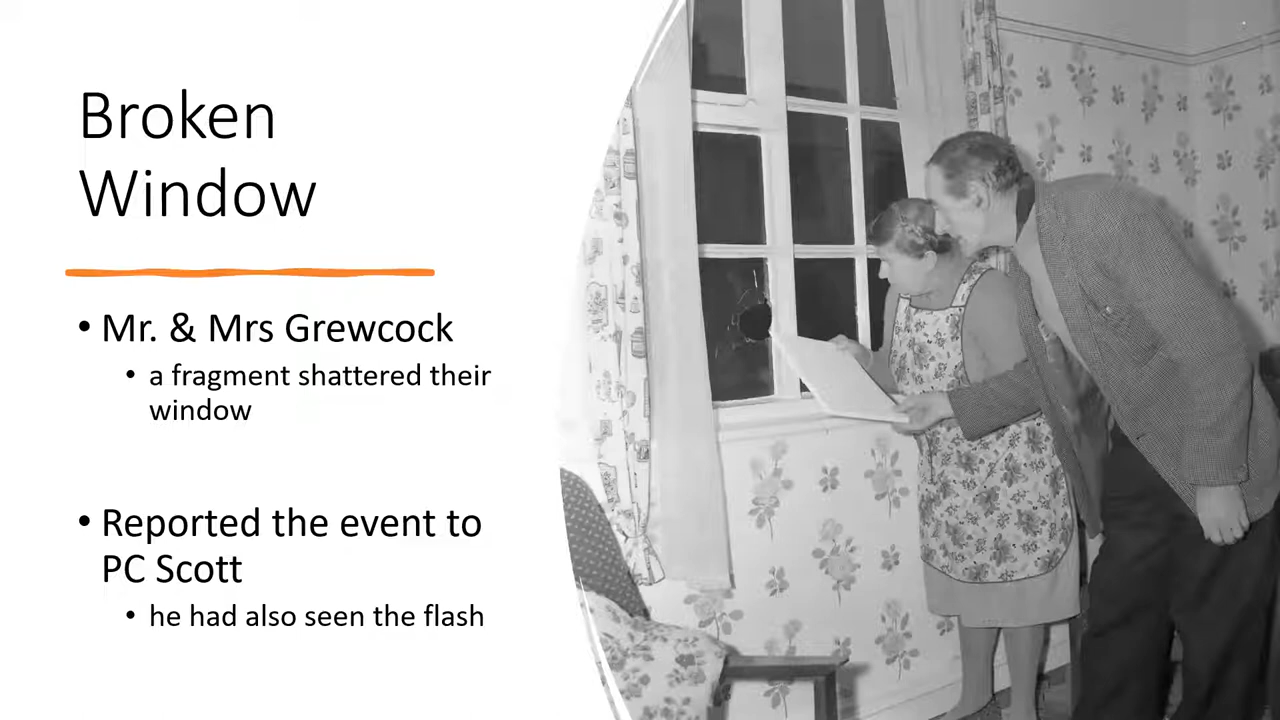 Broken
Window
• Mr. & Mrs Grewcock
• a fragment shattered their
window
• Reported the event to
PC Scott
• he had also seen the flash